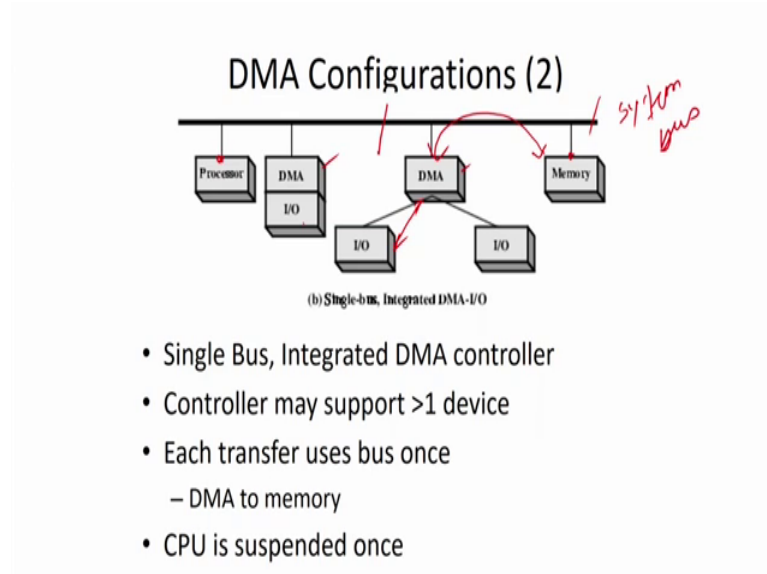 DMA Configurations (2)
system
bus
Processor
DMA
DMA
Memory
I/O
I/O
I/O
(b) Single-bus, Integrated DMA-I/O
• Single Bus, Integrated DMA controller
• Controller may support >1 device
• Each transfer uses bus once
– DMA to memory
• CPU is suspended once